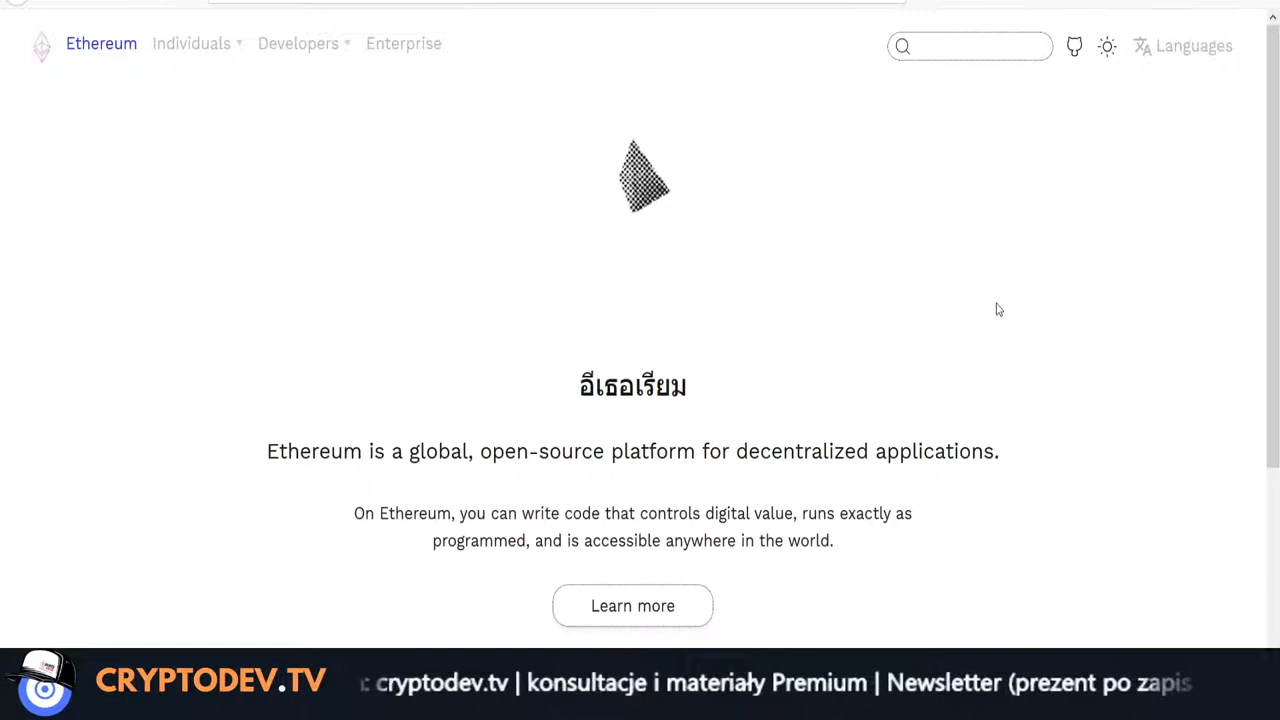 Ethereum Individuals Developers Enterprise Languages
อีเธอเรียม
Ethereum is a global, open-source platform for decentralized applications.
On Ethereum, you can write code that controls digital value, runs exactly as
programmed, and is accessible anywhere in the world.
Learn more
CRYPTODEV.TV : cryptodev.tv | konsultacje i materiały Premium | Newsletter (prezent po zapis